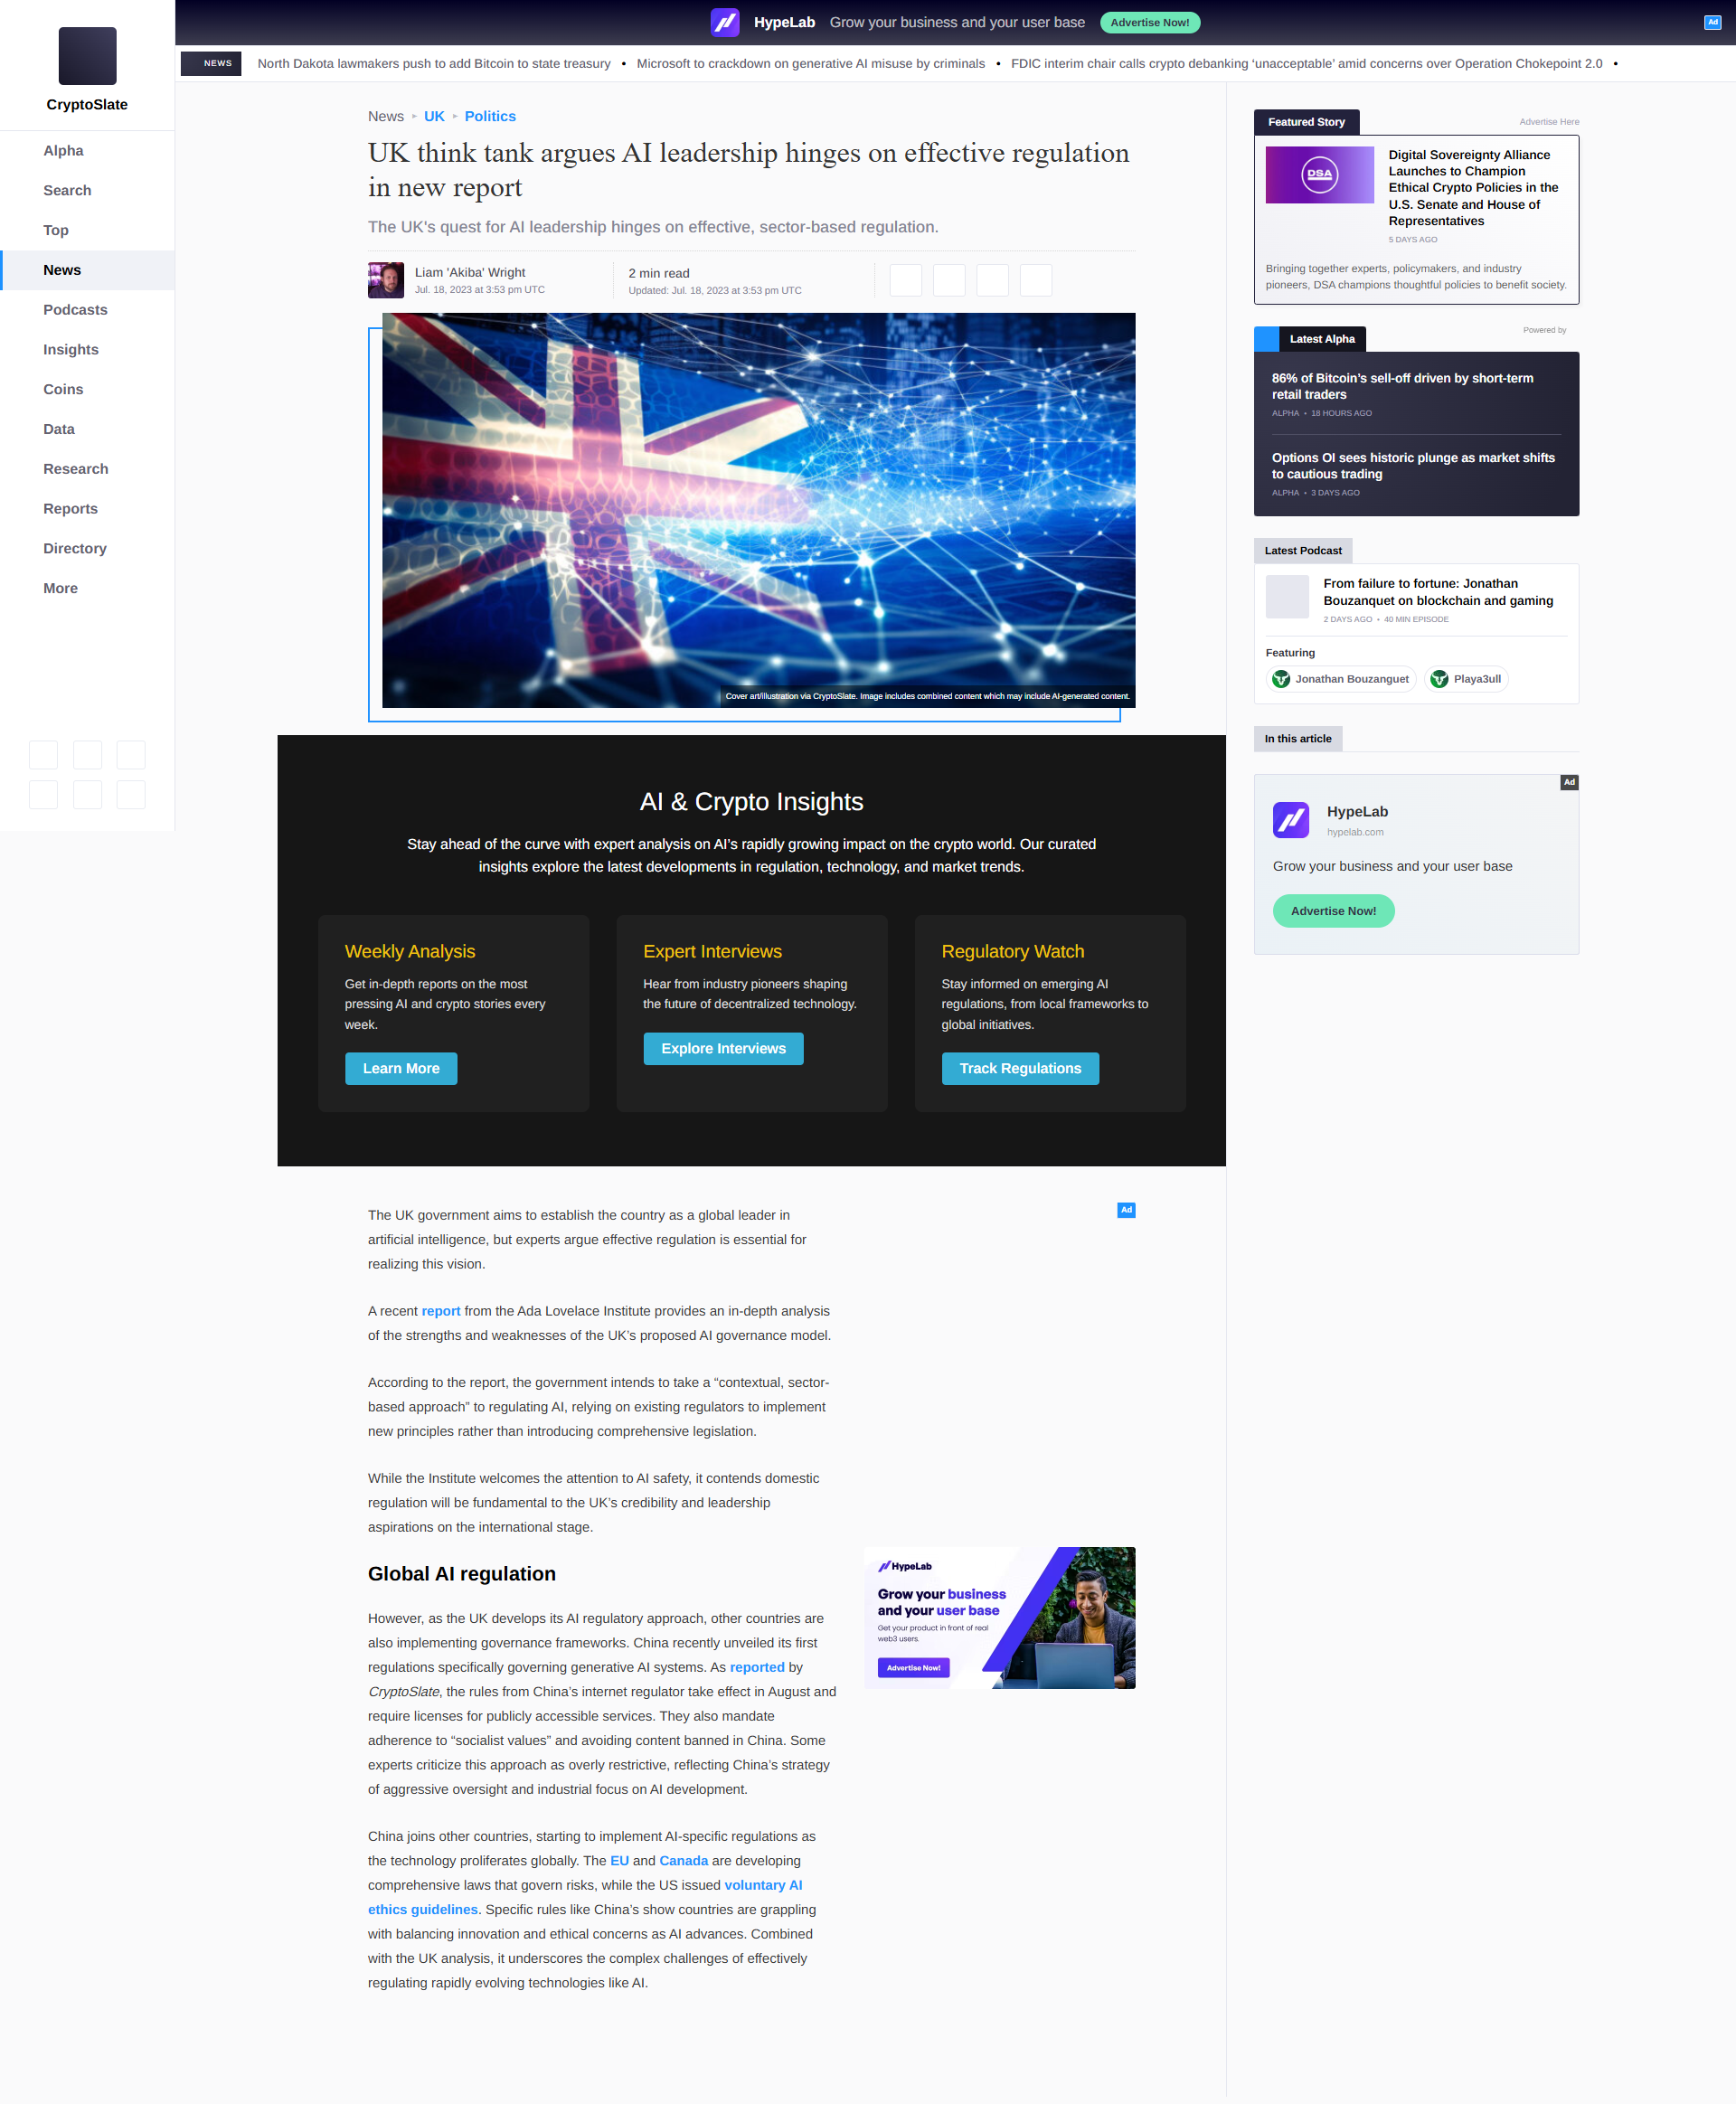 HypeLab Grow your business and your user base Advertise Now! Ad
NEWS North Dakota lawmakers push to add Bitcoin to state treasury • Microsoft to crackdown on generative AI misuse by criminals • FDIC interim chair calls crypto debanking ‘unacceptable’ amid concerns over Operation Chokepoint 2.0 •
CryptoSlate
Alpha
Search
Top
News
Podcasts
Insights
Coins
Data
Research
Reports
Directory
More
News ▸ UK ▸ Politics
UK think tank argues AI leadership hinges on effective regulation
in new report
The UK's quest for AI leadership hinges on effective, sector-based regulation.
Liam 'Akiba' Wright
Jul. 18, 2023 at 3:53 pm UTC
2 min read
Updated: Jul. 18, 2023 at 3:53 pm UTC
Cover art/illustration via CryptoSlate. Image includes combined content which may include AI-generated content.
AI & Crypto Insights
Stay ahead of the curve with expert analysis on AI’s rapidly growing impact on the crypto world. Our curated
insights explore the latest developments in regulation, technology, and market trends.
Weekly Analysis
Get in-depth reports on the most
pressing AI and crypto stories every
week.
Learn More
Expert Interviews
Hear from industry pioneers shaping
the future of decentralized technology.
Explore Interviews
Regulatory Watch
Stay informed on emerging AI
regulations, from local frameworks to
global initiatives.
Track Regulations
The UK government aims to establish the country as a global leader in
artificial intelligence, but experts argue effective regulation is essential for
realizing this vision.
A recent report from the Ada Lovelace Institute provides an in-depth analysis
of the strengths and weaknesses of the UK’s proposed AI governance model.
According to the report, the government intends to take a “contextual, sector-
based approach” to regulating AI, relying on existing regulators to implement
new principles rather than introducing comprehensive legislation.
While the Institute welcomes the attention to AI safety, it contends domestic
regulation will be fundamental to the UK’s credibility and leadership
aspirations on the international stage.
Global AI regulation
However, as the UK develops its AI regulatory approach, other countries are
also implementing governance frameworks. China recently unveiled its first
regulations specifically governing generative AI systems. As reported by
CryptoSlate, the rules from China’s internet regulator take effect in August and
require licenses for publicly accessible services. They also mandate
adherence to “socialist values” and avoiding content banned in China. Some
experts criticize this approach as overly restrictive, reflecting China’s strategy
of aggressive oversight and industrial focus on AI development.
China joins other countries, starting to implement AI-specific regulations as
the technology proliferates globally. The EU and Canada are developing
comprehensive laws that govern risks, while the US issued voluntary AI
ethics guidelines. Specific rules like China’s show countries are grappling
with balancing innovation and ethical concerns as AI advances. Combined
with the UK analysis, it underscores the complex challenges of effectively
regulating rapidly evolving technologies like AI.
Ad
HypeLab
Grow your business
and your user base
Get your product in front of real
web3 users.
Advertise Now!
Featured Story
Advertise Here
DSA
Digital Sovereignty Alliance
Launches to Champion
Ethical Crypto Policies in the
U.S. Senate and House of
Representatives
5 DAYS AGO
Bringing together experts, policymakers, and industry
pioneers, DSA champions thoughtful policies to benefit society.
Latest Alpha
Powered by
86% of Bitcoin’s sell-off driven by short-term
retail traders
ALPHA • 18 HOURS AGO
Options OI sees historic plunge as market shifts
to cautious trading
ALPHA • 3 DAYS AGO
Latest Podcast
From failure to fortune: Jonathan
Bouzanquet on blockchain and gaming
2 DAYS AGO • 40 MIN EPISODE
Featuring
Jonathan Bouzanguet
Playa3ull
In this article
Ad
HypeLab
hypelab.com
Grow your business and your user base
Advertise Now!